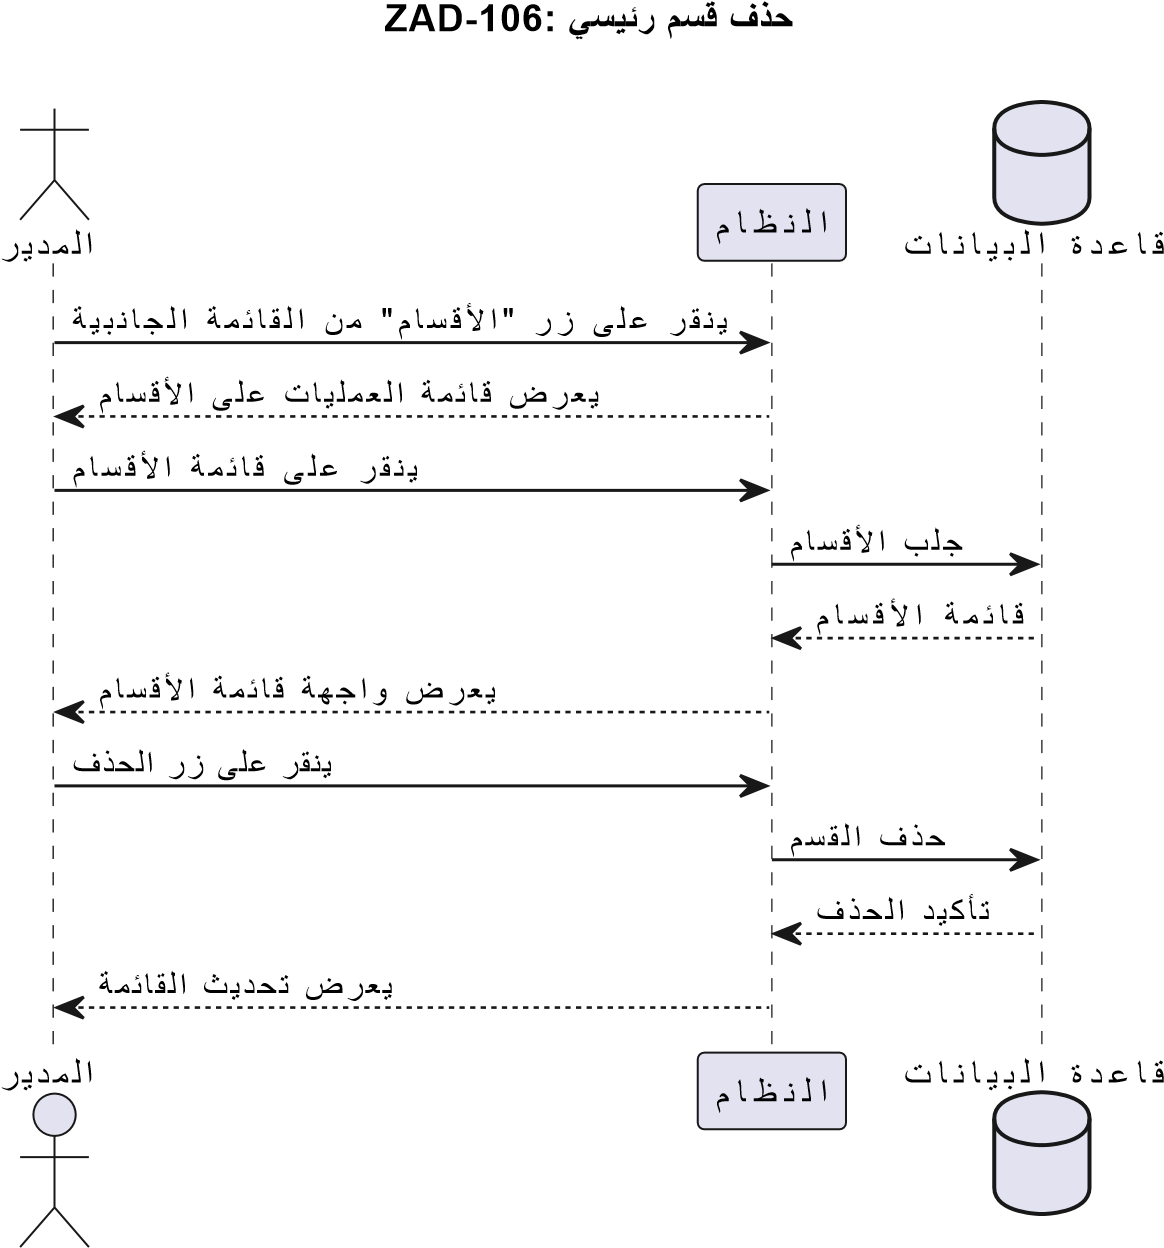 ZAD-106: حذف قسم رئيسي
المدير
النظام
قاعدة البيانات
ينقر على زر "الأقسام" من القائمة الجانبية
يعرض قائمة العمليات على الأقسام
ينقر على قائمة الأقسام
جلب الأقسام
قائمة الأقسام
يعرض واجهة قائمة الأقسام
ينقر على زر الحذف
حذف القسم
تأكيد الحذف
يعرض تحديث القائمة
المدير
النظام
قاعدة البيانات